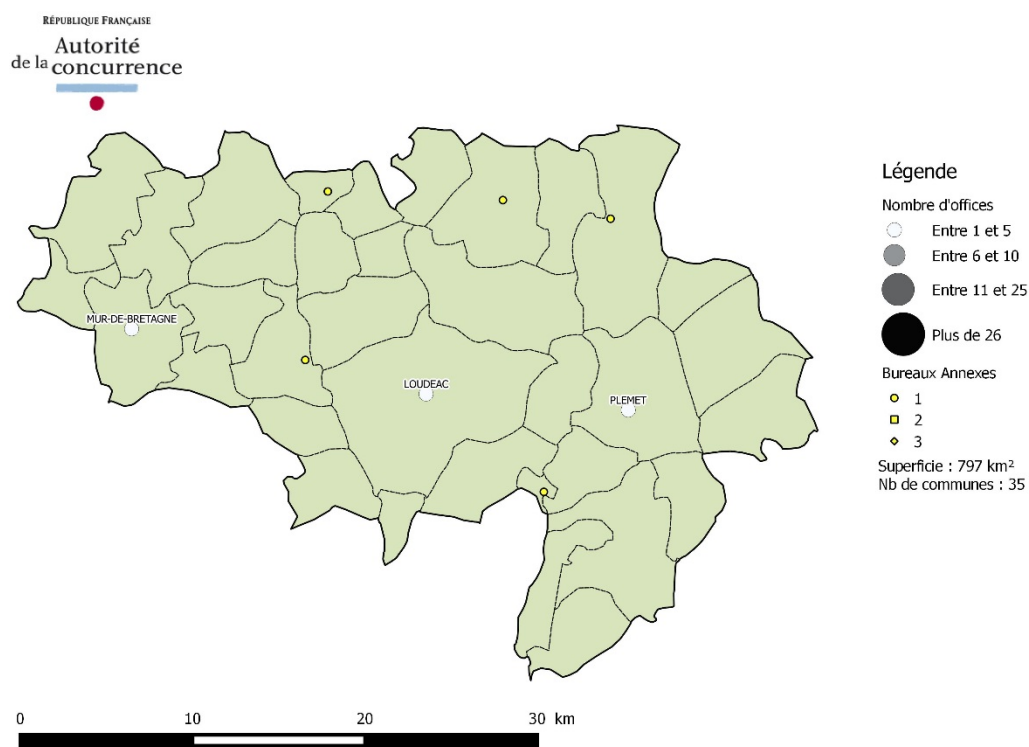 RÉPUBLIQUE FRANÇAISE
Autorité
de la concurrence
MUR-DE-BRETAGNE
LOUDEAC
PLEMET
Légende
Nombre d'offices
Entre 1 et 5
Entre 6 et 10
Entre 11 et 25
Plus de 26
Bureaux Annexes
1
2
3
Superficie : 797 km²
Nb de communes : 35
0 10 20 30 km